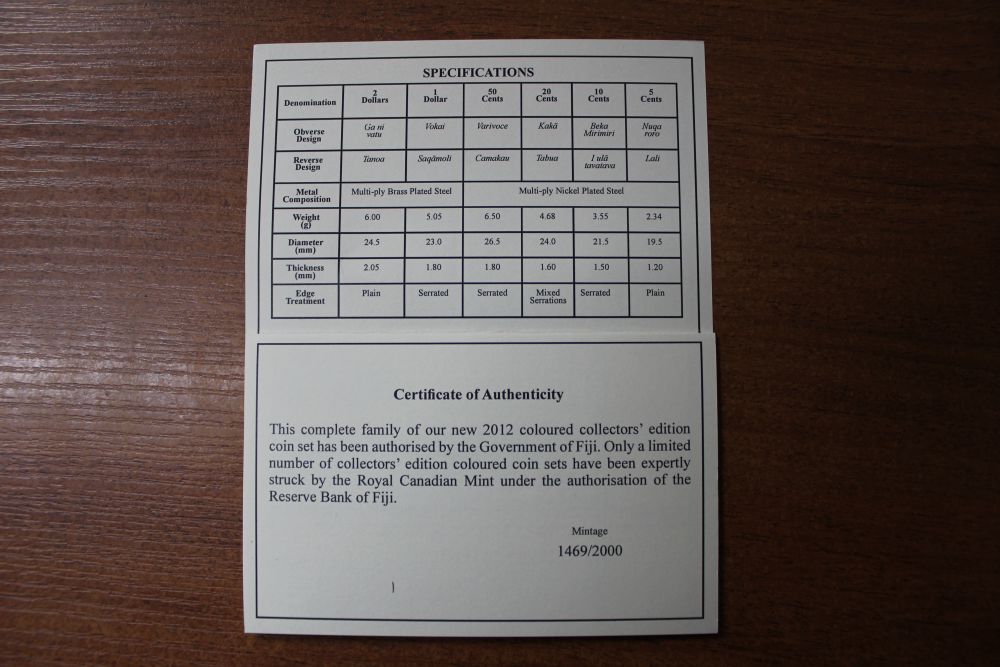 SPECIFICATIONS
Denomination 2 Dollars 1 Dollar 50 Cents 20 Cents 10 Cents 5 Cents
Obverse Design Ga ni vatu Vokai Varivoce Kakā Beka Mirimiri Nuqa roro
Reverse Design Tanoa Saqāmoli Camakau Tabua I ulã tavatava Lali
Metal Composition Multi-ply Brass Plated Steel Multi-ply Nickel Plated Steel
Weight (g) 6.00 5.05 6.50 4.68 3.55 2.34
Diameter (mm) 24.5 23.0 26.5 24.0 21.5 19.5
Thickness (mm) 2.05 1.80 1.80 1.60 1.50 1.20
Edge Treatment Plain Serrated Serrated Mixed Serrations Serrated Plain
Certificate of Authenticity
This complete family of our new 2012 coloured collectors' edition
coin set has been authorised by the Government of Fiji. Only a limited
number of collectors' edition coloured coin sets have been expertly
struck by the Royal Canadian Mint under the authorisation of the
Reserve Bank of Fiji.
Mintage
1469/2000